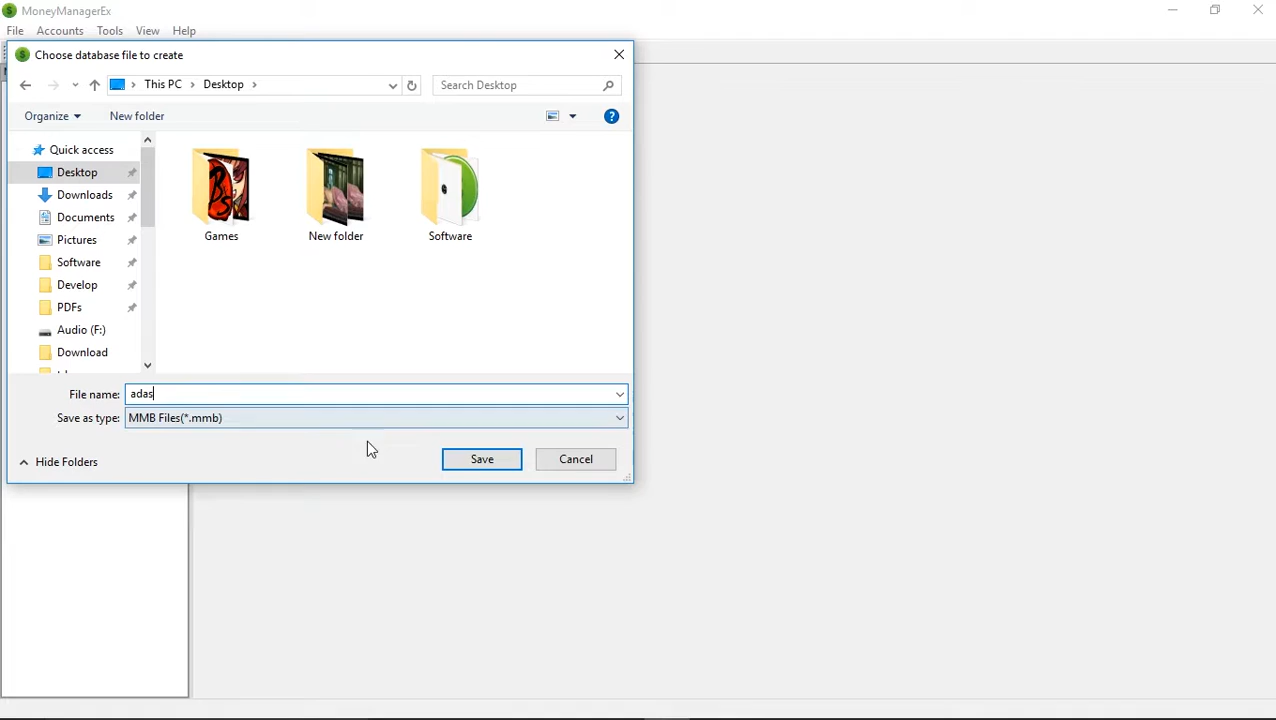 MoneyManagerEx
File Accounts Tools View Help
Choose database file to create
This PC Desktop Search Desktop
Organize New folder
Quick access
Desktop
Downloads
Documents
Pictures
Software
Develop
PDFs
Audio (F:)
Download
Games New folder Software
File name: adas
Save as type: MMB Files(*.mmb)
Hide Folders Save Cancel